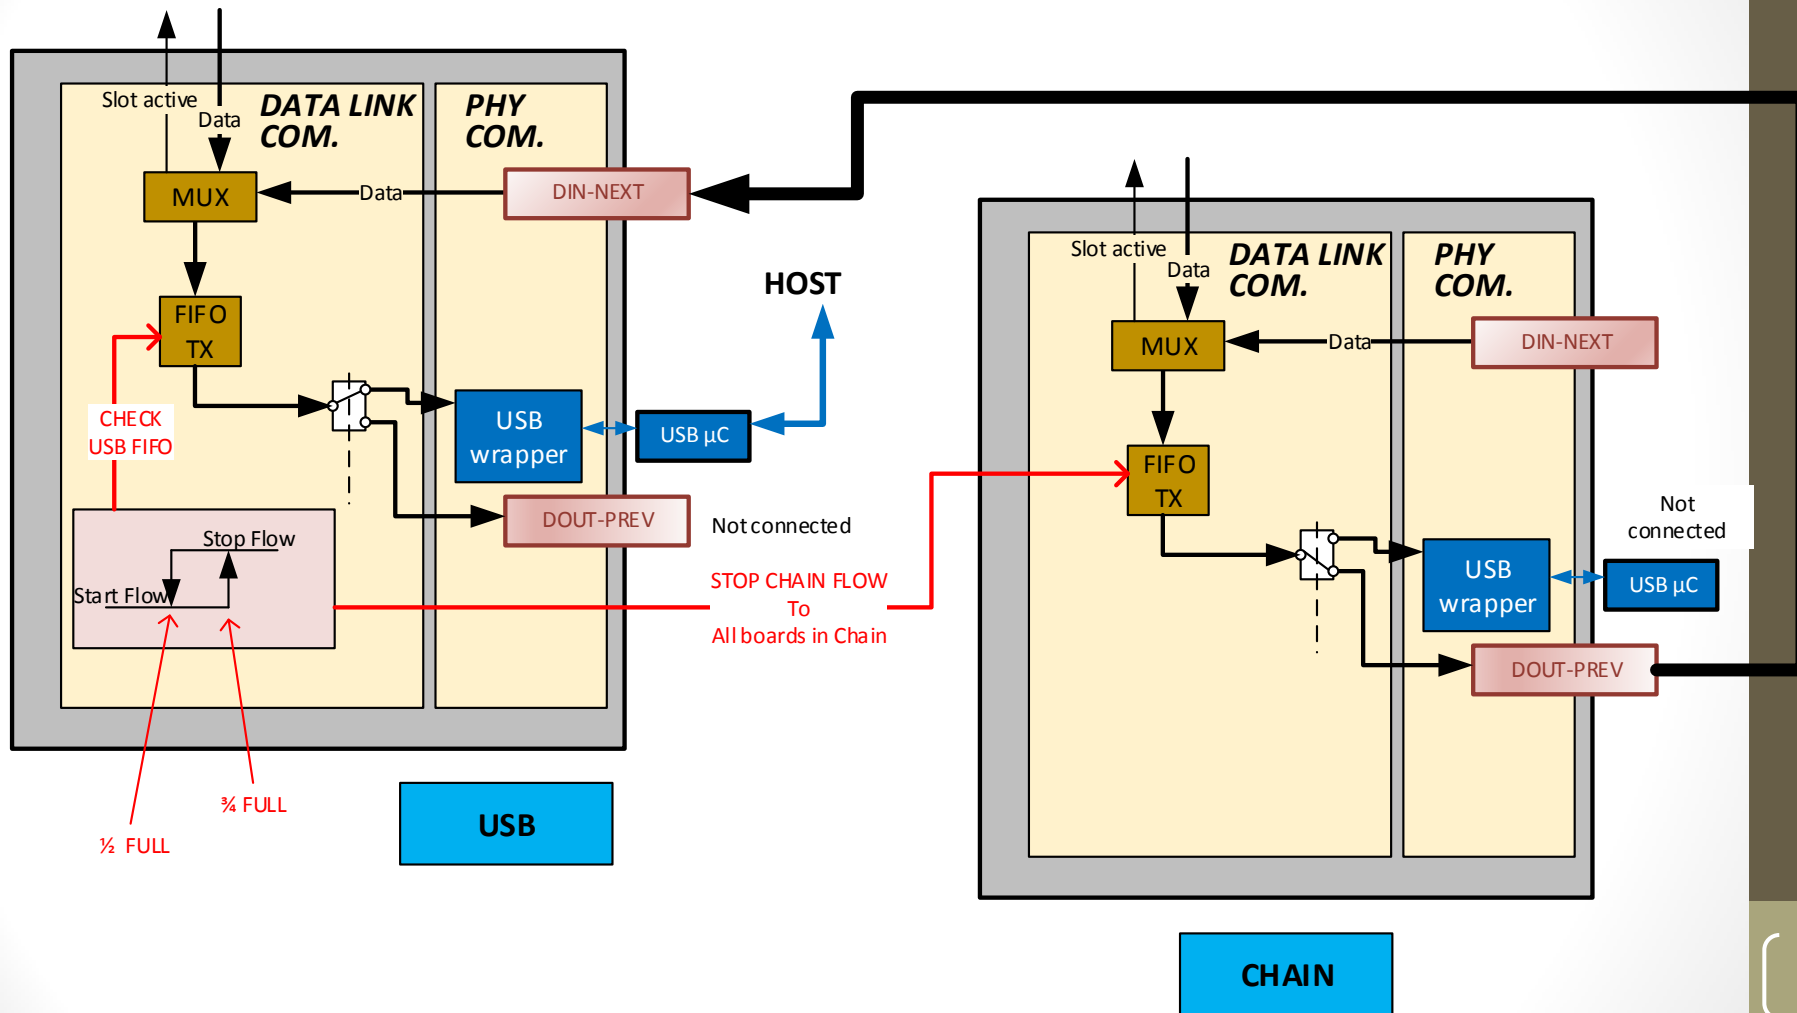 Slot active
Data
DATA LINK
COM.
PHY
COM.
MUX
Data
DIN-NEXT
FIFO
TX
CHECK
USB FIFO
USB
wrapper
USB µC
HOST
DOUT-PREV
Not connected
Stop Flow
Start Flow
STOP CHAIN FLOW
To
All boards in Chain
¾ FULL
½ FULL
USB
Slot active
Data
DATA LINK
COM.
PHY
COM.
MUX
Data
DIN-NEXT
FIFO
TX
USB
wrapper
Not
connected
USB µC
DOUT-PREV
CHAIN